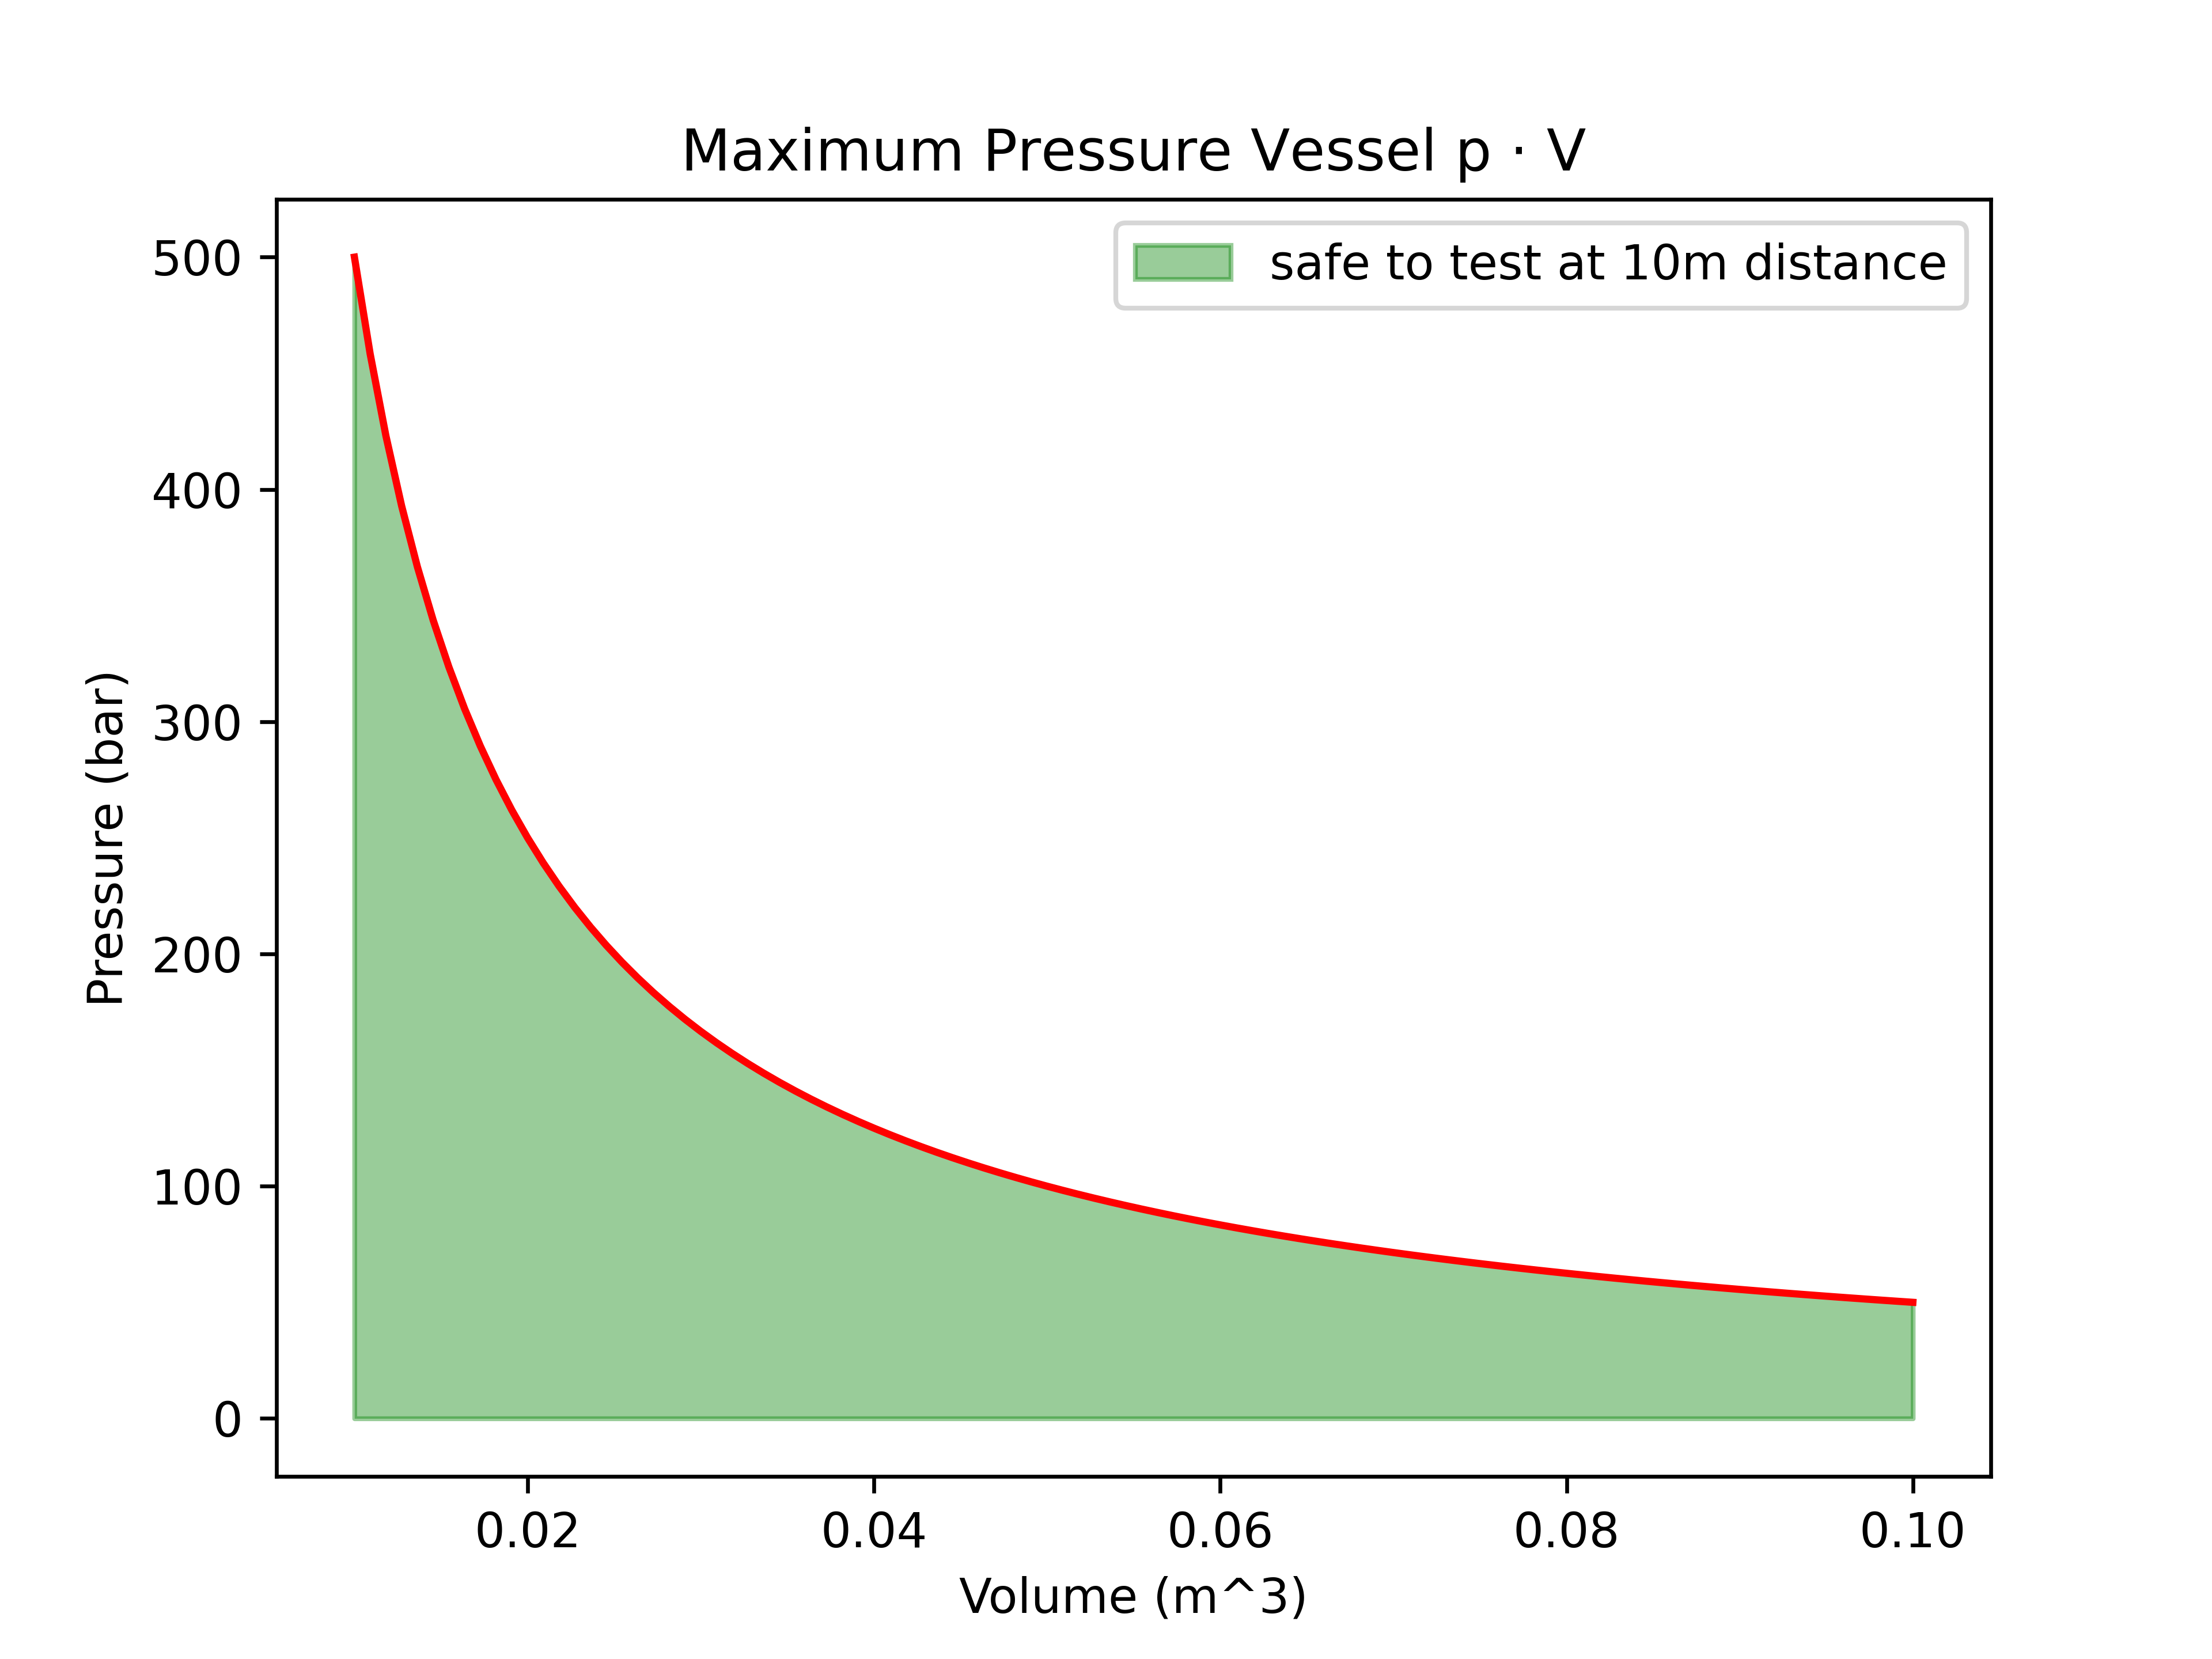 Maximum Pressure Vessel p · V
safe to test at 10m distance
500
400
300
200
100
0
Pressure (bar)
0.02 0.04 0.06 0.08 0.10
Volume (m^3)